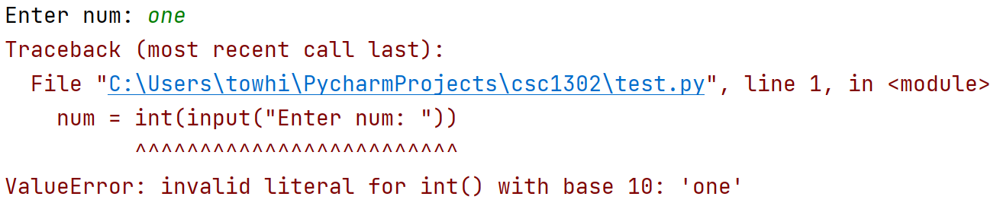 Enter num: one
Traceback (most recent call last):
  File "C:\Users\towhi\PycharmProjects\csc1302\test.py", line 1, in <module>
    num = int(input("Enter num: "))
          ^^^^^^^^^^^^^^^^^^^^^^^^^
ValueError: invalid literal for int() with base 10: 'one'